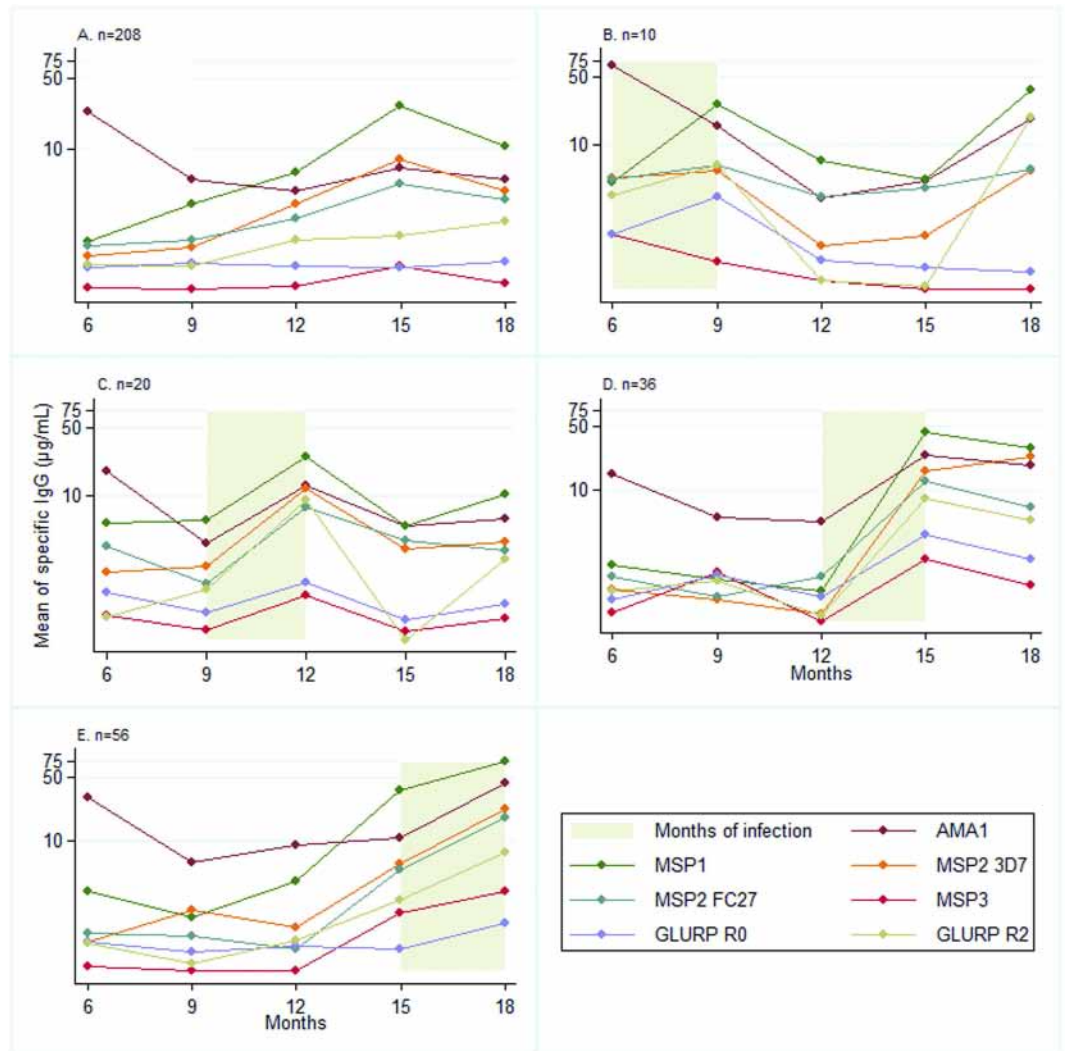 A. n=208
75
50
10
6 9 12 15 18
B. n=10
75
50
10
6 9 12 15 18
Mean of specific IgG (µg/mL)
C. n=20
75
50
10
6 9 12 15 18
D. n=36
75
50
10
6 9 12 15 18
Months
E. n=56
75
50
10
6 9 12 15 18
Months
Months of infection AMA1
MSP1 MSP2 3D7
MSP2 FC27 MSP3
GLURP R0 GLURP R2